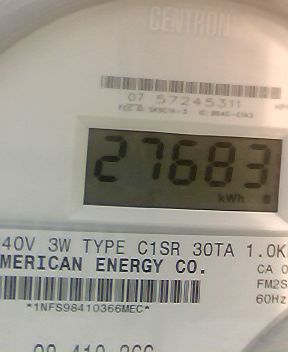 CENTRON
07 57245311
27683
kWh
40V 3W TYPE C1SR 30TA 1.0K
MERICAN ENERGY CO.
CA 0
FM2S
60Hz
*1NFS98410366MEC*